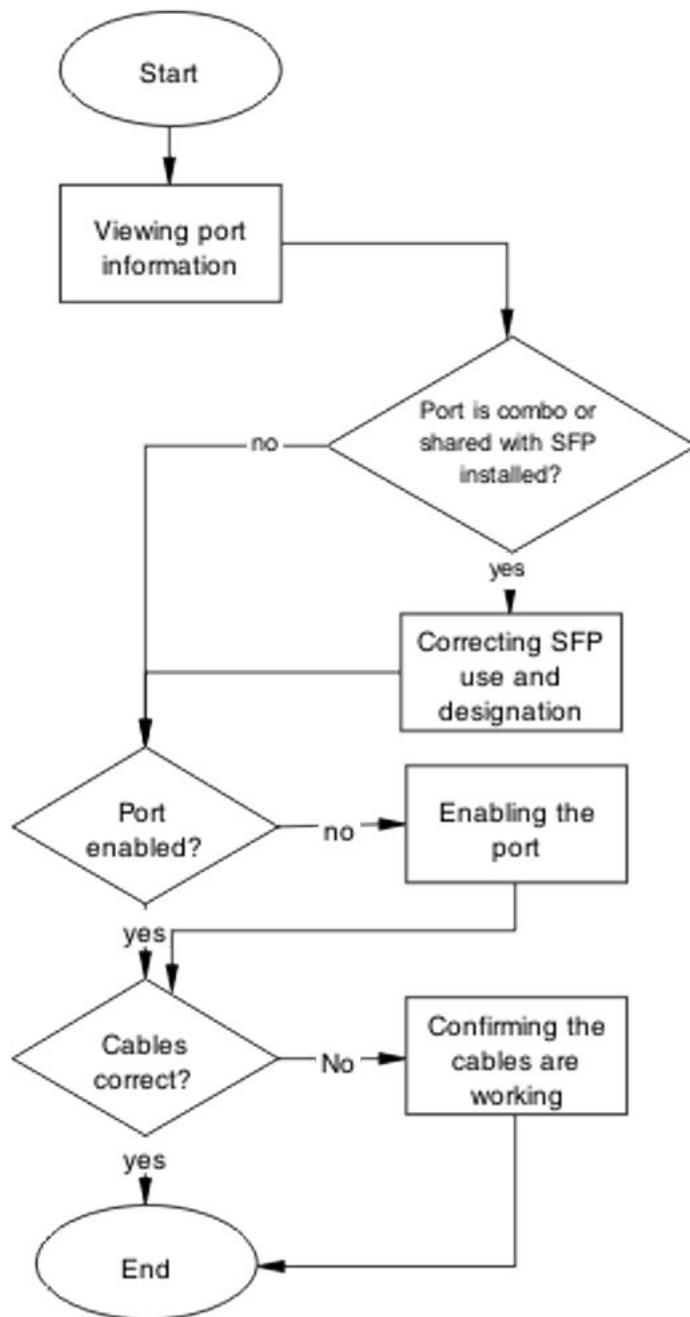 Start
Viewing port
information
Port is combo or
shared with SFP
installed?
no
yes
Correcting SFP
use and
designation
Port
enabled?
no
Enabling the
port
yes
Cables
correct?
No
Confirming the
cables are
working
yes
End